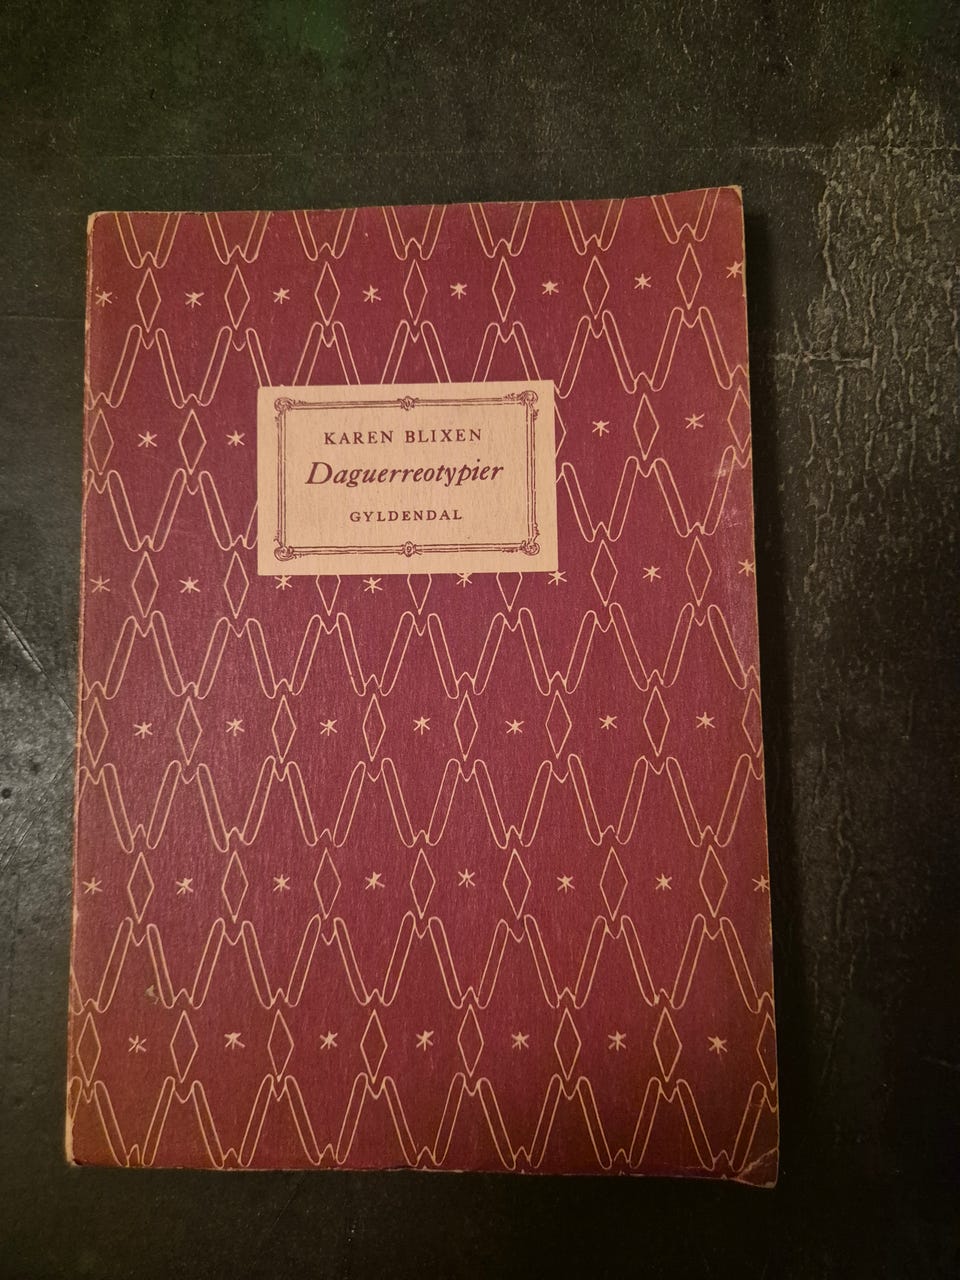 KAREN BLIXEN
Daguerreotypier
GYLDENDAL